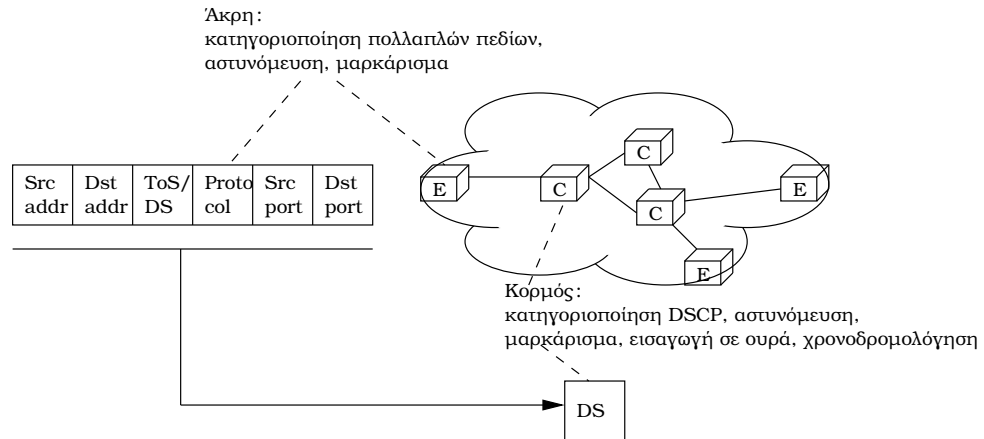 Άκρη:
κατηγοριοποίηση πολλαπλών πεδίων,
αστυνόμευση, μαρκάρισμα
Src addr
Dst addr
ToS/ DS
Proto col
Src port
Dst port
E
C
C
C
E
E
Κορμός:
κατηγοριοποίηση DSCP, αστυνόμευση,
μαρκάρισμα, εισαγωγή σε ουρά, χρονοδρομολόγηση
DS